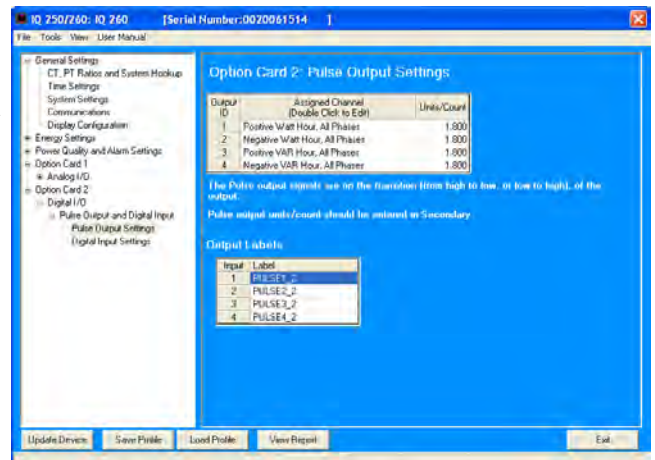 IQ 250/260: IQ 260 [Serial Number:0020061514 ]
File Tools View User Manual
General Settings
CT, PT Ratios and System Hookup
Time Settings
System Settings
Communications
Display Configuration
Energy Settings
Power Quality and Alarm Settings
Option Card 1
Analog I/O
Option Card 2
Digital I/O
Pulse Output and Digital Input
Pulse Output Settings
Digital Input Settings
Option Card 2: Pulse Output Settings
Output ID Assigned Channel (Double Click to Edit) Units/Count
1 Positive Watt Hour, All Phases 1.800
2 Negative Watt Hour, All Phases 1.800
3 Positive VAR Hour, All Phases 1.800
4 Negative VAR Hour, All Phases 1.800
The Pulse output signals are on the transition (from high to low, or low to high), of the
output.
Pulse output units/count should be entered in Secondary
Output Labels
Input Label
1 PULSE1_2
2 PULSE2_2
3 PULSE3_2
4 PULSE4_2
Update Device Save Profile Load Profile View Report Exit